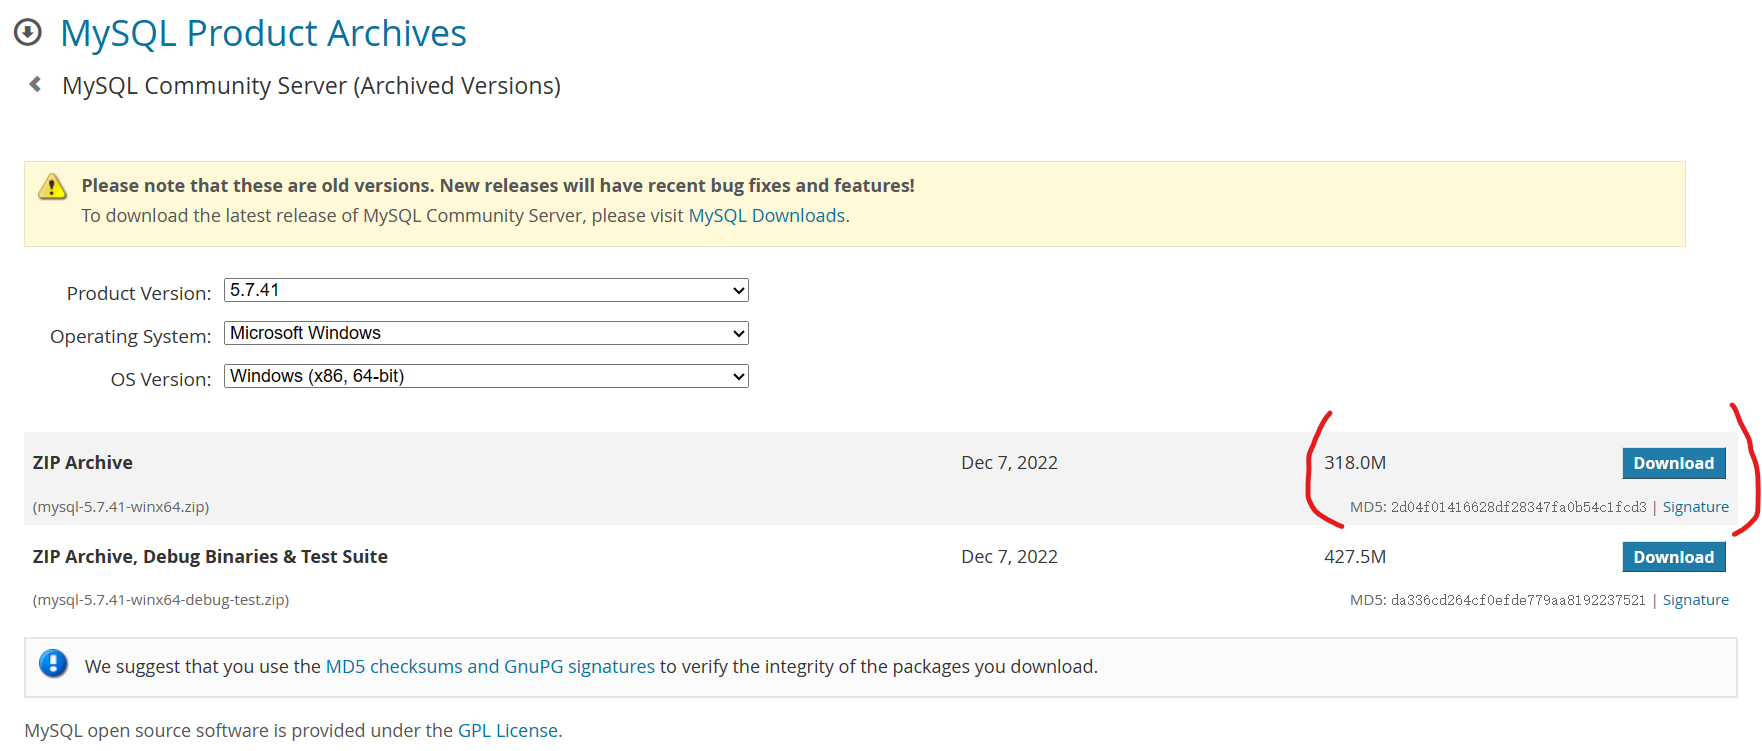 MySQL Product Archives
MySQL Community Server (Archived Versions)
Please note that these are old versions. New releases will have recent bug fixes and features!
To download the latest release of MySQL Community Server, please visit MySQL Downloads.
Product Version: 5.7.41
Operating System: Microsoft Windows
OS Version: Windows (x86, 64-bit)
ZIP Archive Dec 7, 2022 318.0M Download
(mysql-5.7.41-winx64.zip) MD5: 2d04f01416628df28347fa0b54c1fcd3 | Signature
ZIP Archive, Debug Binaries & Test Suite Dec 7, 2022 427.5M Download
(mysql-5.7.41-winx64-debug-test.zip) MD5: da336cd264cf0efde779aa8192237521 | Signature
We suggest that you use the MD5 checksums and GnuPG signatures to verify the integrity of the packages you download.
MySQL open source software is provided under the GPL License.